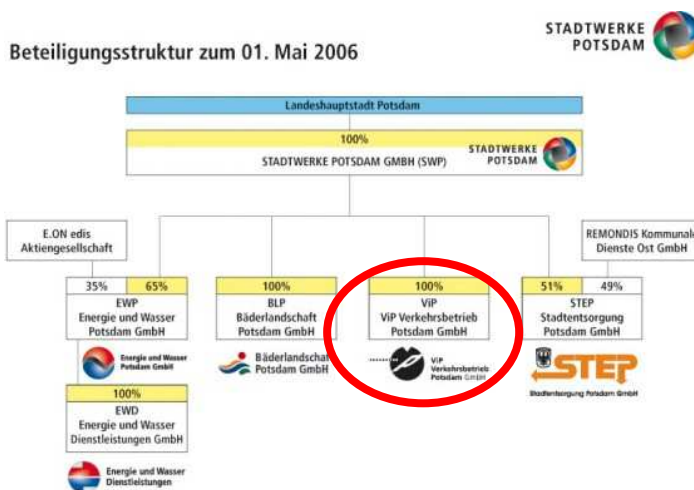 STADTWERKE
POTSDAM
Beteiligungsstruktur zum 01. Mai 2006
Landeshauptstadt Potsdam
100%
STADTWERKE POTSDAM GMBH (SWP)
STADTWERKE
POTSDAM
E.ON edis
Aktiengesellschaft
REMONDIS Kommunale
Dienste Ost GmbH
35% 65%
EWP
Energie und Wasser
Potsdam GmbH
Energie und Wasser
Potsdam GmbH
100%
BLP
Bäderlandschaft
Potsdam GmbH
Bäderlandschaf
Potsdam GmbH
100%
ViP
ViP Verkehrsbetrieb
Potsdam GmbH
ViP
Verkehrsbetrieb
Potsdam GmbH
51% 49%
STEP
Stadtentsorgung
Potsdam GmbH
STEP
Stadtentsorgung Potsdam GmbH
100%
EWD
Energie und Wasser
Dienstleistungen GmbH
Energie und Wasser
Dienstleistungen